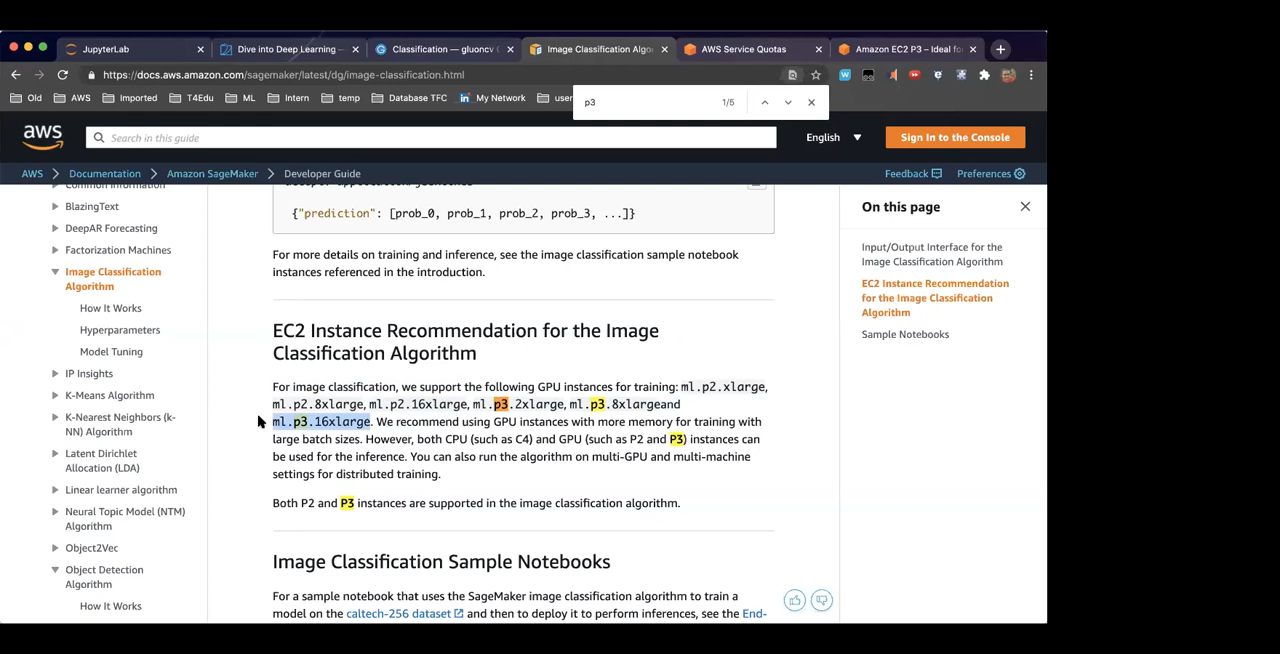 JupyterLab
Dive into Deep Learning —
Classification — gluoncv
Image Classification Algo
AWS Service Quotas
Amazon EC2 P3 – Ideal fo
https://docs.aws.amazon.com/sagemaker/latest/dg/image-classification.html
Old
AWS
Imported
T4Edu
ML
Intern
temp
Database TFC
My Network
p3
1/5
aws
Search in this guide
English
Sign In to the Console
AWS
Documentation
Amazon SageMaker
Developer Guide
Feedback
Preferences
Common Information
BlazingText
DeepAR Forecasting
Factorization Machines
Image Classification
Algorithm
How It Works
Hyperparameters
Model Tuning
IP Insights
K-Means Algorithm
K-Nearest Neighbors (k-
NN) Algorithm
Latent Dirichlet
Allocation (LDA)
Linear learner algorithm
Neural Topic Model (NTM)
Algorithm
Object2Vec
Object Detection
Algorithm
How It Works
{"prediction": [prob_0, prob_1, prob_2, prob_3, ...]}
For more details on training and inference, see the image classification sample notebook
instances referenced in the introduction.
EC2 Instance Recommendation for the Image
Classification Algorithm
For image classification, we support the following GPU instances for training: ml.p2.xlarge,
ml.p2.8xlarge, ml.p2.16xlarge, ml.p3.2xlarge, ml.p3.8xlargeand
ml.p3.16xlarge. We recommend using GPU instances with more memory for training with
large batch sizes. However, both CPU (such as C4) and GPU (such as P2 and P3) instances can
be used for the inference. You can also run the algorithm on multi-GPU and multi-machine
settings for distributed training.
Both P2 and P3 instances are supported in the image classification algorithm.
Image Classification Sample Notebooks
For a sample notebook that uses the SageMaker image classification algorithm to train a
model on the caltech-256 dataset and then to deploy it to perform inferences, see the End-
On this page
Input/Output Interface for the
Image Classification Algorithm
EC2 Instance Recommendation
for the Image Classification
Algorithm
Sample Notebooks